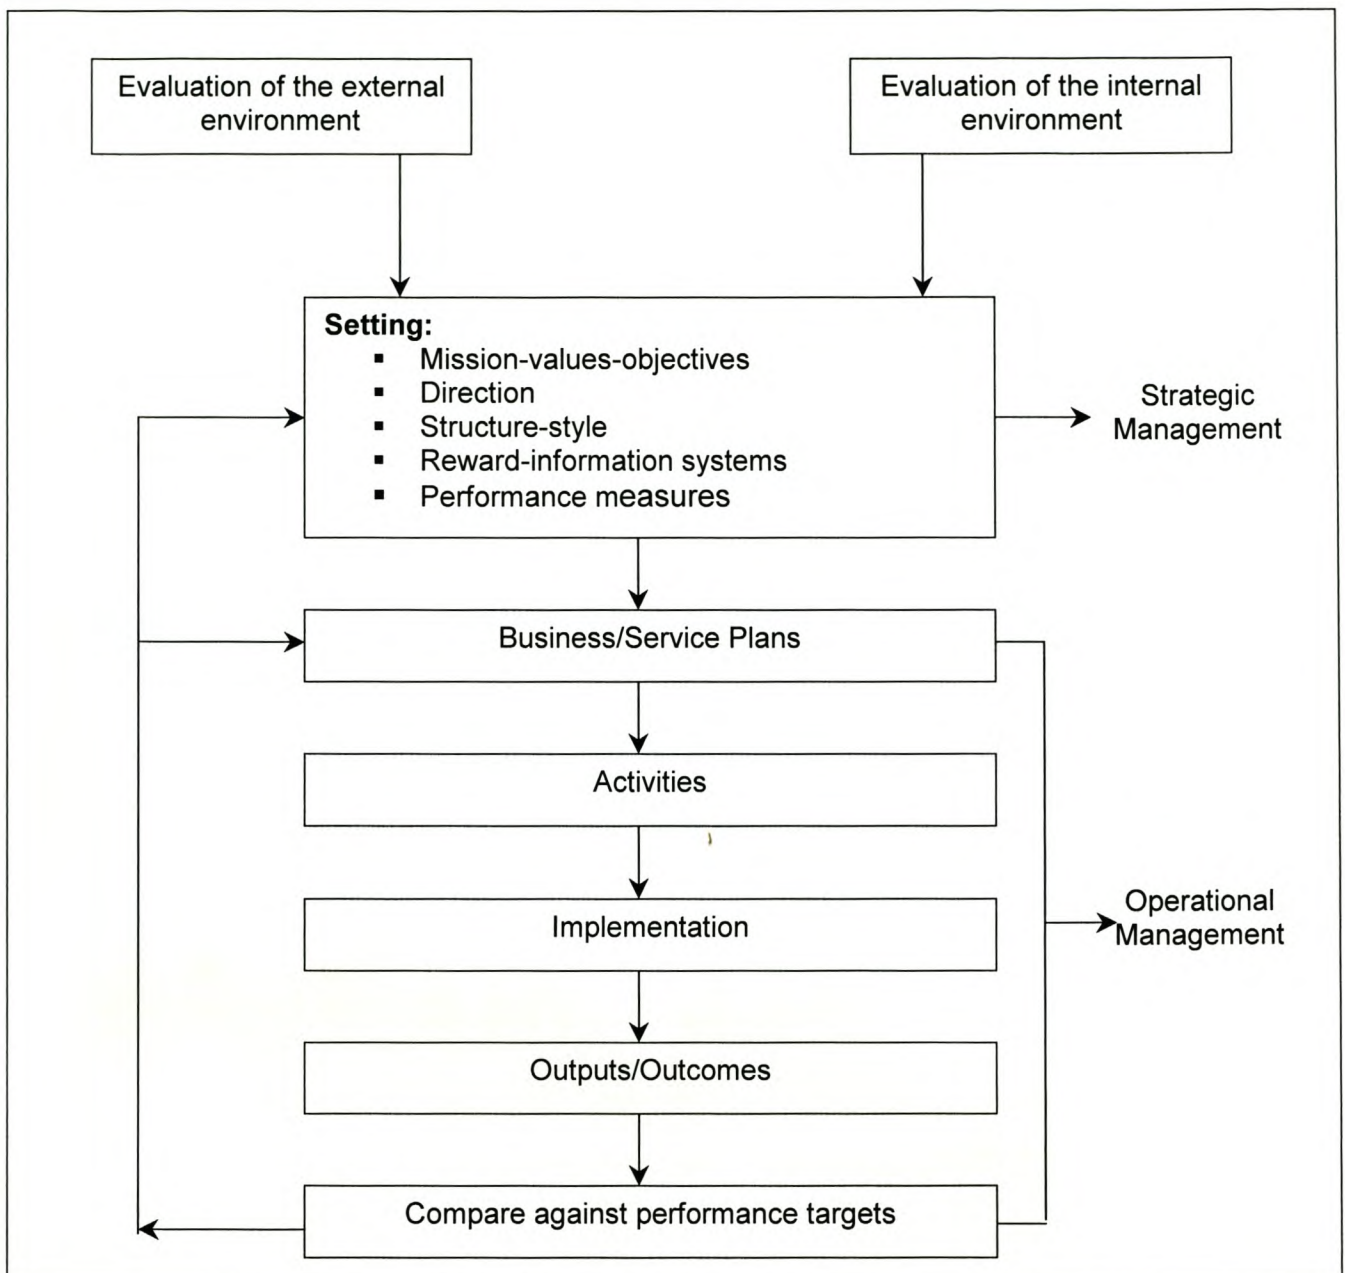 Evaluation of the external
environment
Evaluation of the internal
environment
Setting:
▪ Mission-values-objectives
▪ Direction
▪ Structure-style
▪ Reward-information systems
▪ Performance measures
Strategic
Management
Business/Service Plans
Activities
Implementation
Operational
Management
Outputs/Outcomes
Compare against performance targets